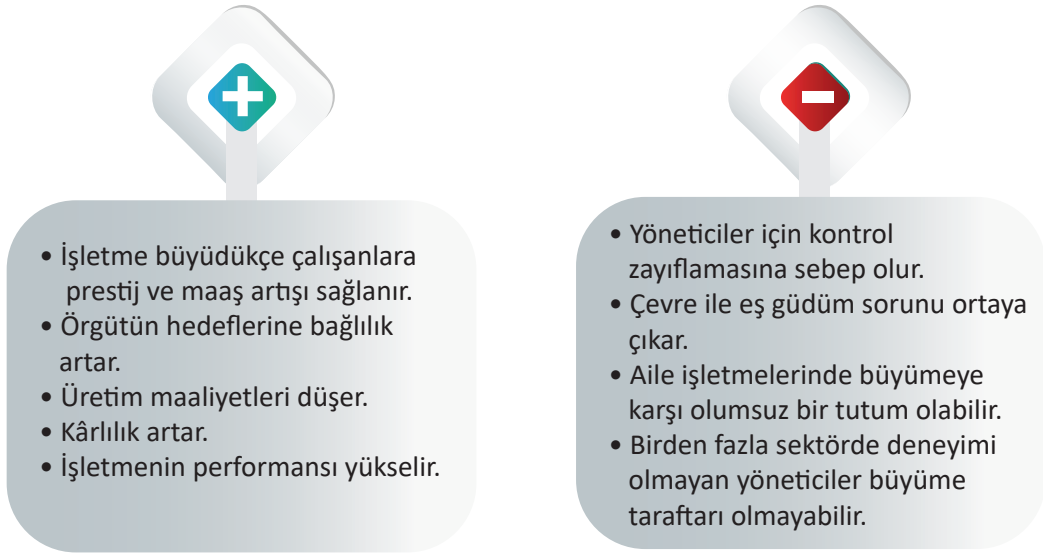 • İşletme büyüdükçe çalışanlara
prestij ve maaş artışı sağlanır.
• Örgütün hedeflerine bağlılık
artar.
• Üretim maaliyetleri düşer.
• Kârlılık artar.
• İşletmenin performansı yükselir.
• Yöneticiler için kontrol
zayıflamasına sebep olur.
• Çevre ile eş güdüm sorunu ortaya
çıkar.
• Aile işletmelerinde büyümeye
karşı olumsuz bir tutum olabilir.
• Birden fazla sektörde deneyimi
olmayan yöneticiler büyüme
taraftarı olmayabilir.